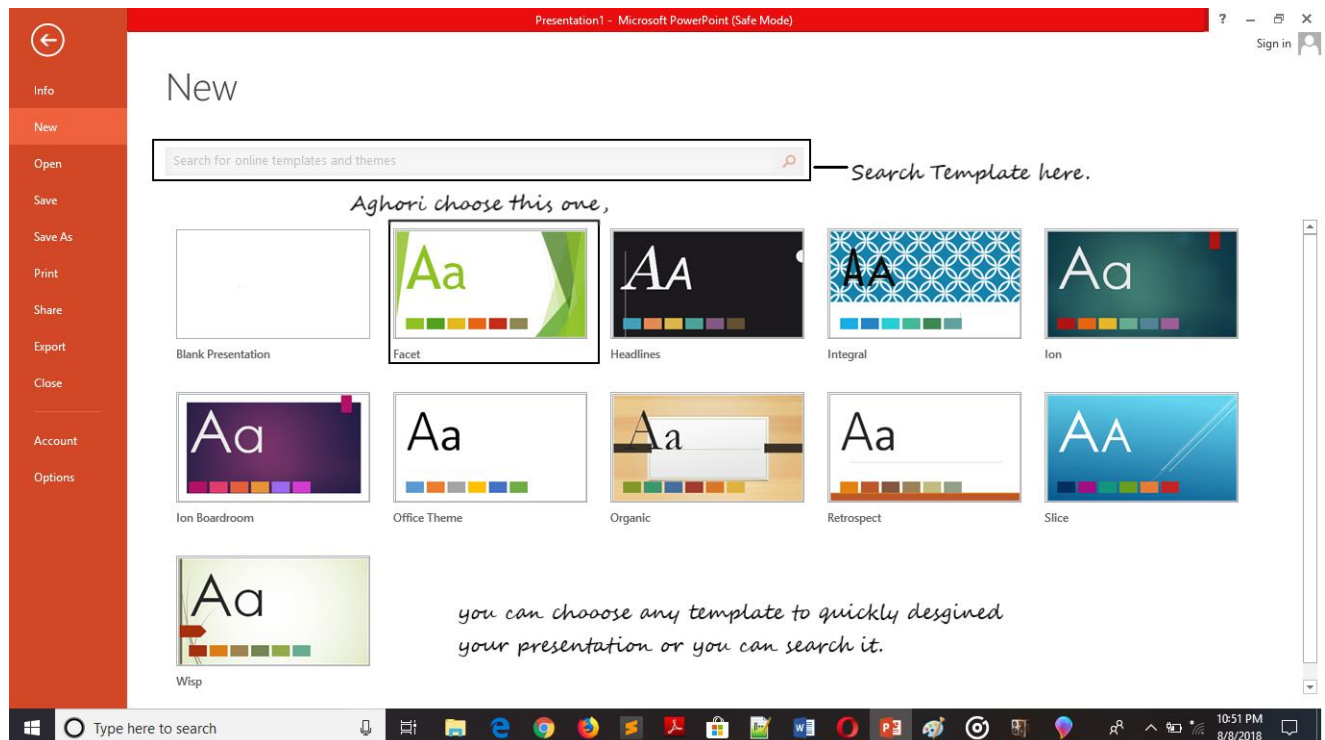 Presentation1 - Microsoft PowerPoint (Safe Mode)
?
Sign in
Info
New
Open
Save
Save As
Print
Share
Export
Close
Account
Options
New
Search for online templates and themes
Search Template here.
Aghori choose this one,
Aa
AA
AA
Aa
Blank Presentation
Facet
Headlines
Integral
Ion
Aa
Aa
Aa
Aa
AA
Ion Boardroom
Office Theme
Organic
Retrospect
Slice
Aa
Wisp
you can chooose any template to quickly desgined
your presentation or you can search it.
Type here to search
10:51 PM
8/8/2018